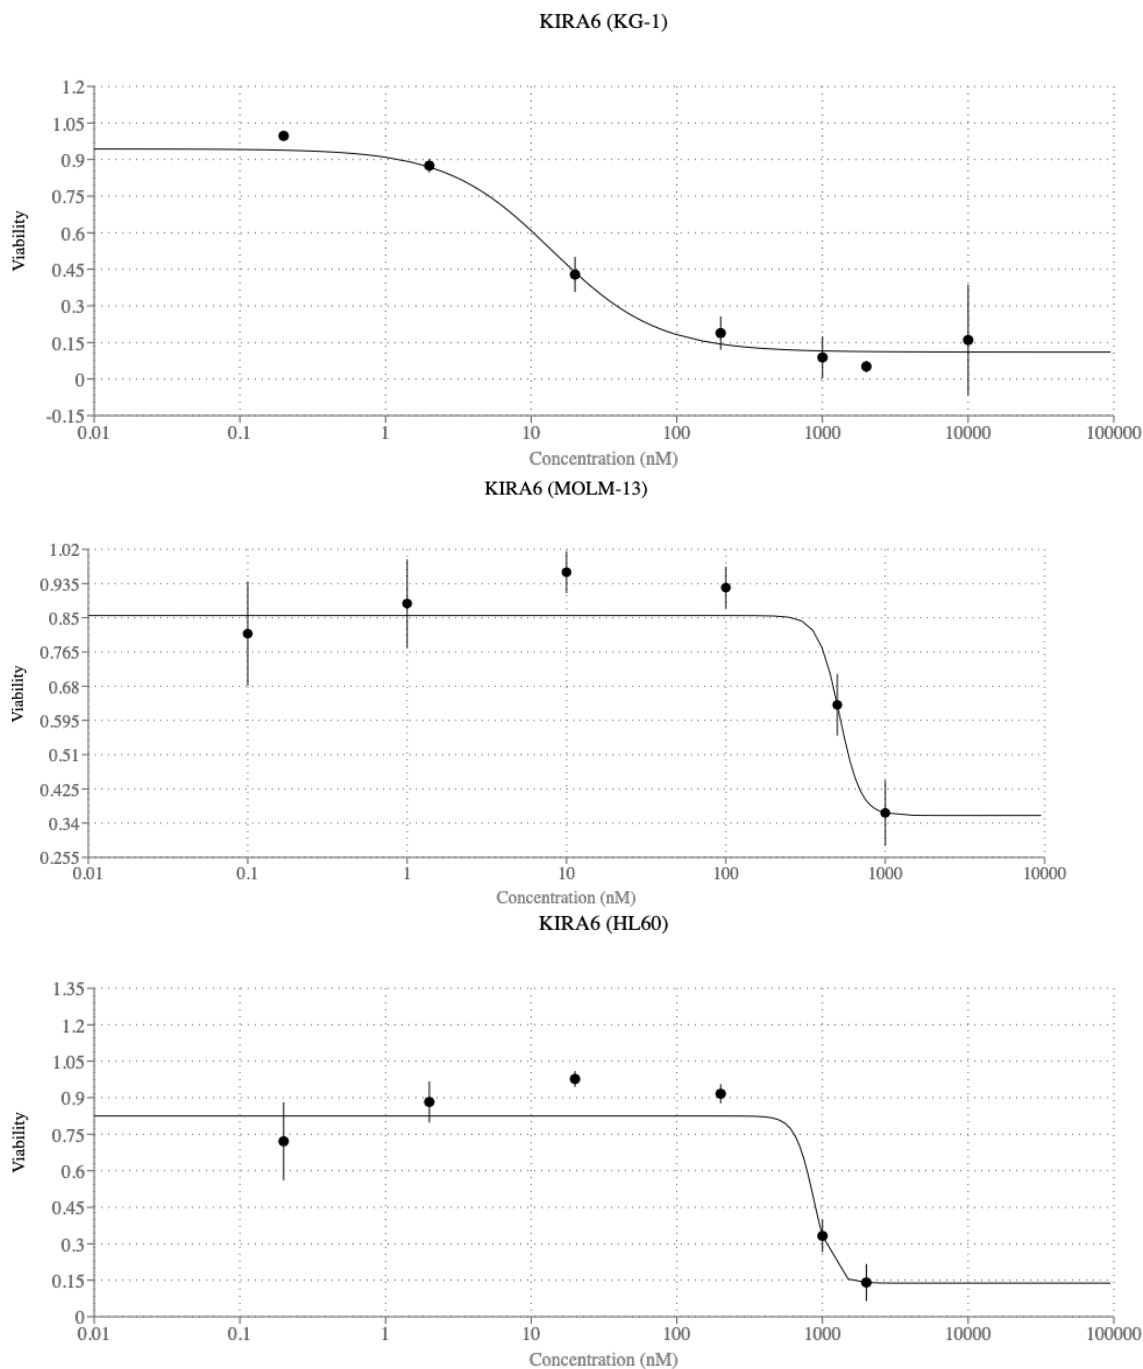 KIRA6 (KG-1)
1.2
1.05
0.9
0.75
0.6
0.45
0.3
0.15
0
-0.15
Viability
0.01 0.1 1 10 100 1000 10000 100000
Concentration (nM)
KIRA6 (MOLM-13)
1.02
0.935
0.85
0.765
0.68
0.595
0.51
0.425
0.34
0.255
Viability
0.01 0.1 1 10 100 1000 10000
Concentration (nM)
KIRA6 (HL60)
1.35
1.2
1.05
0.9
0.75
0.6
0.45
0.3
0.15
0
Viability
0.01 0.1 1 10 100 1000 10000 100000
Concentration (nM)